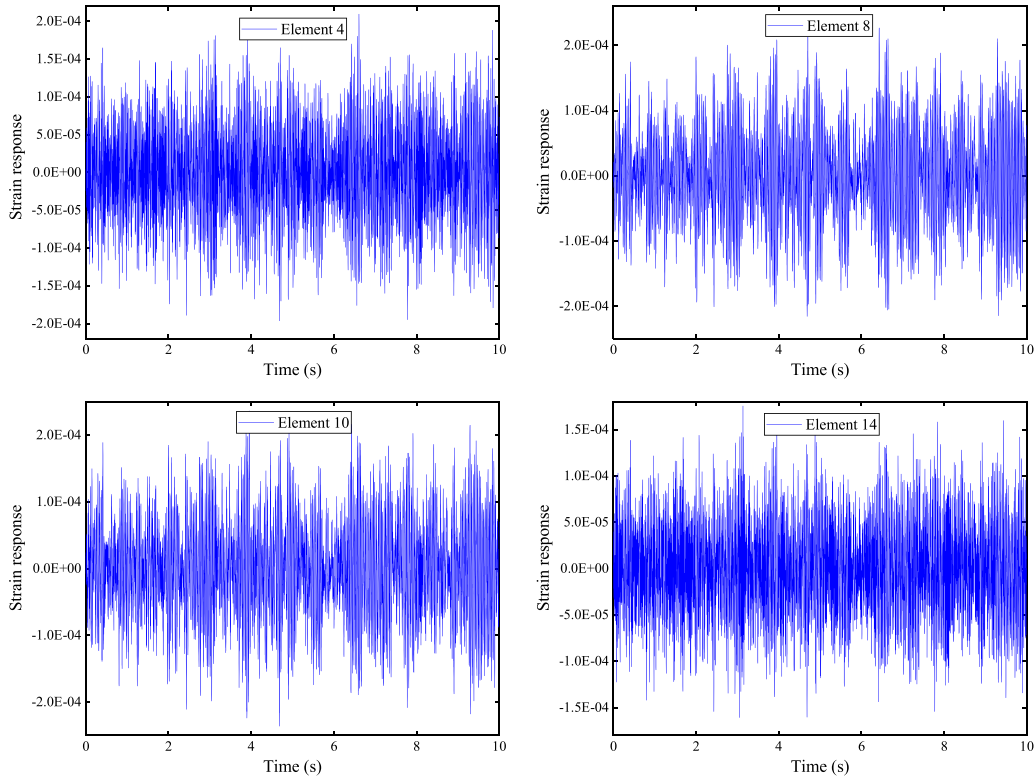 Element 4
2.0E-04
1.5E-04
1.0E-04
5.0E-05
0.0E+00
-5.0E-05
-1.0E-04
-1.5E-04
-2.0E-04
Strain response
0 2 4 6 8 10
Time (s)
Element 8
2.0E-04
1.0E-04
0.0E+00
-1.0E-04
-2.0E-04
Strain response
0 2 4 6 8 10
Time (s)
Element 10
2.0E-04
1.0E-04
0.0E+00
-1.0E-04
-2.0E-04
Strain response
0 2 4 6 8 10
Time (s)
Element 14
1.5E-04
1.0E-04
5.0E-05
0.0E+00
-5.0E-05
-1.0E-04
-1.5E-04
Strain response
0 2 4 6 8 10
Time (s)